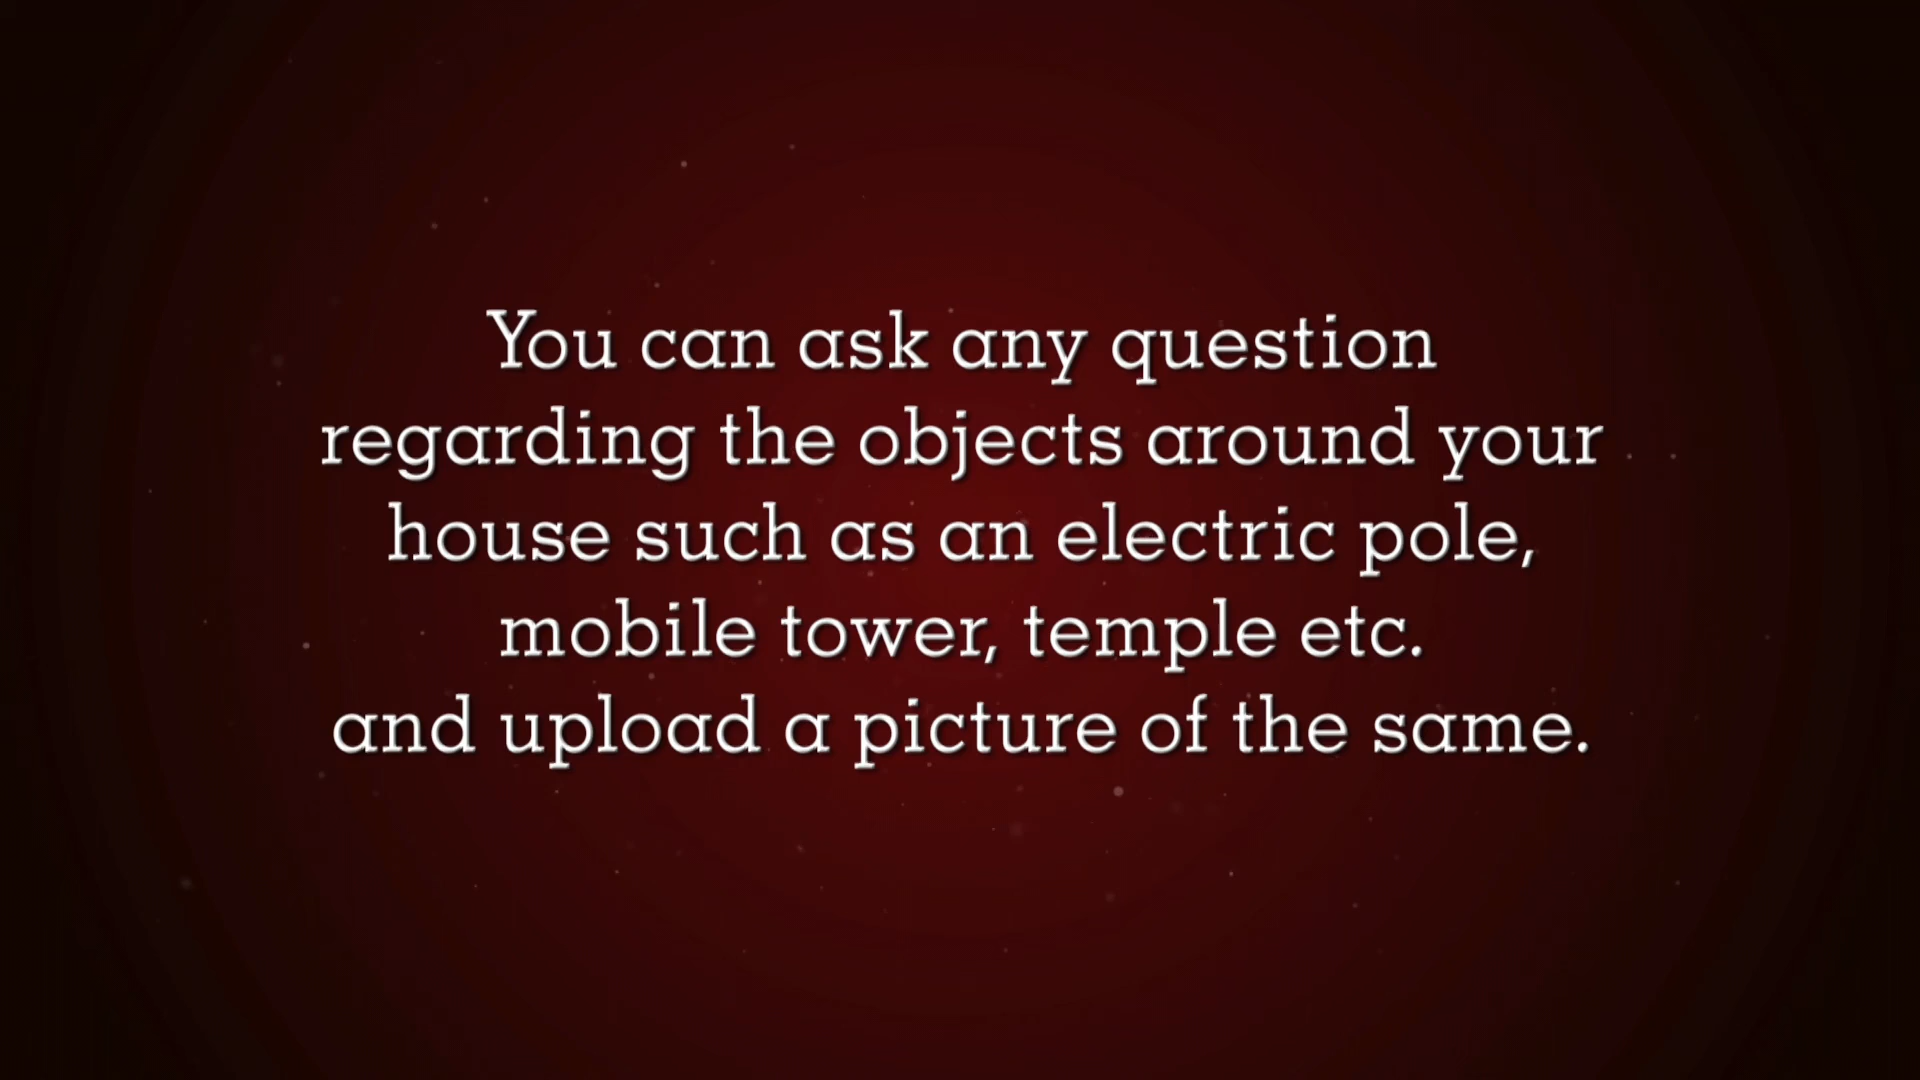 You can ask any question
regarding the objects around your
house such as an electric pole,
mobile tower, temple etc.
and upload a picture of the same.